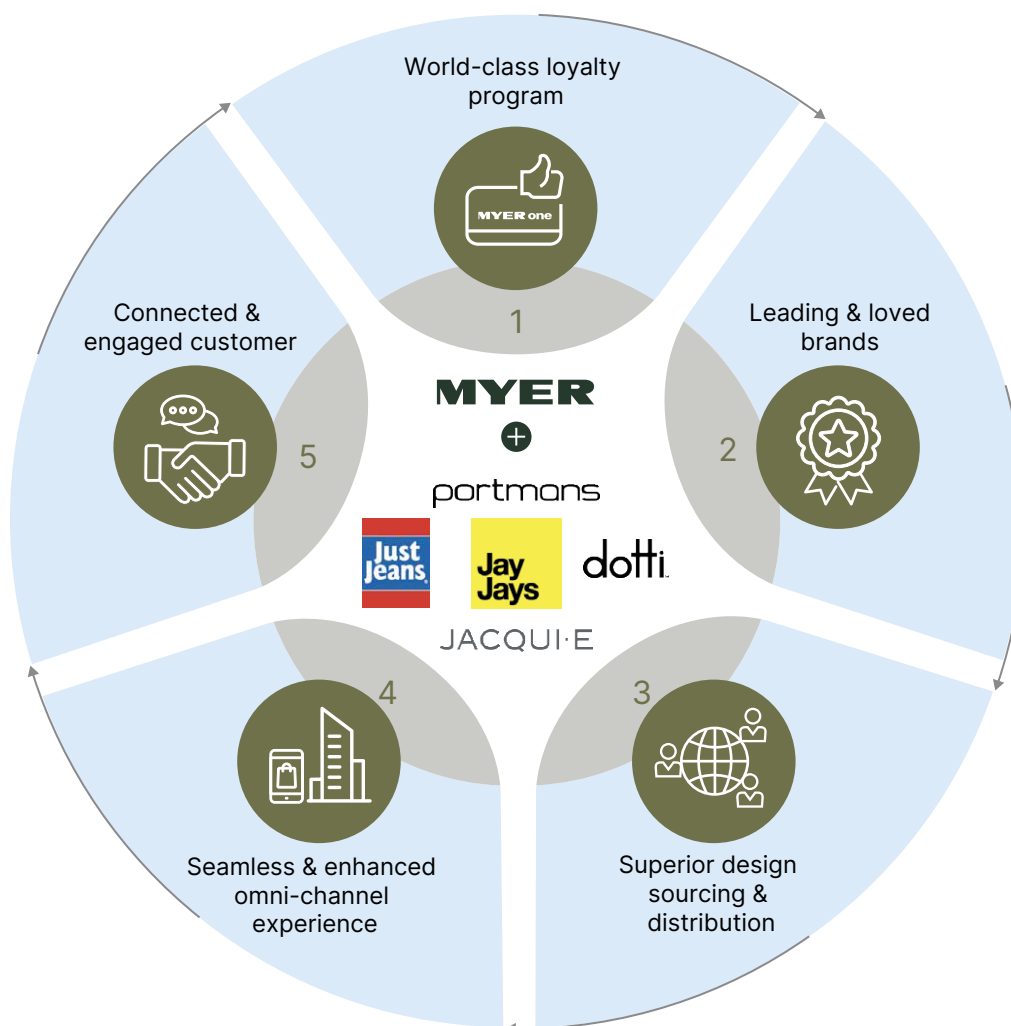 World-class loyalty
program
MYER one
1
Leading & loved
brands
2
Superior design
sourcing &
distribution
3
Seamless & enhanced
omni-channel
experience
4
Connected &
engaged customer
5
MYER
+
portmans
Just
Jeans
Jay
Jays
dotti
JACQUI·E